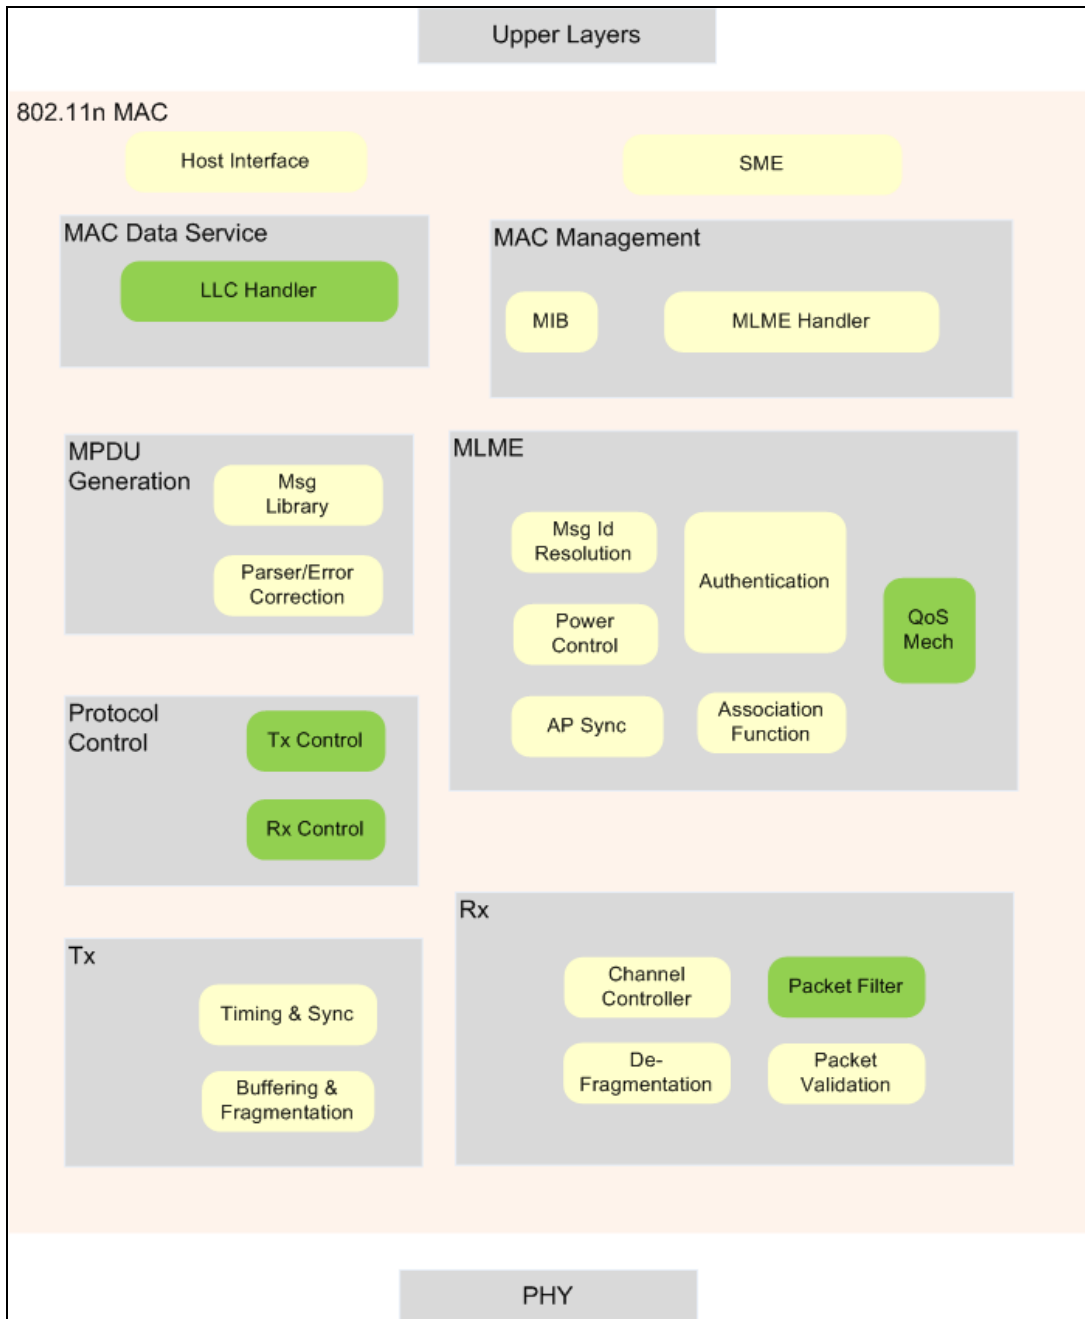 Upper Layers
802.11n MAC
Host Interface
SME
MAC Data Service
LLC Handler
MAC Management
MIB
MLME Handler
MPDU
Generation
Msg
Library
Parser/Error
Correction
MLME
Msg Id
Resolution
Authentication
Power
Control
QoS
Mech
AP Sync
Association
Function
Protocol
Control
Tx Control
Rx Control
Tx
Timing & Sync
Buffering &
Fragmentation
Rx
Channel
Controller
Packet Filter
De-
Fragmentation
Packet
Validation
PHY